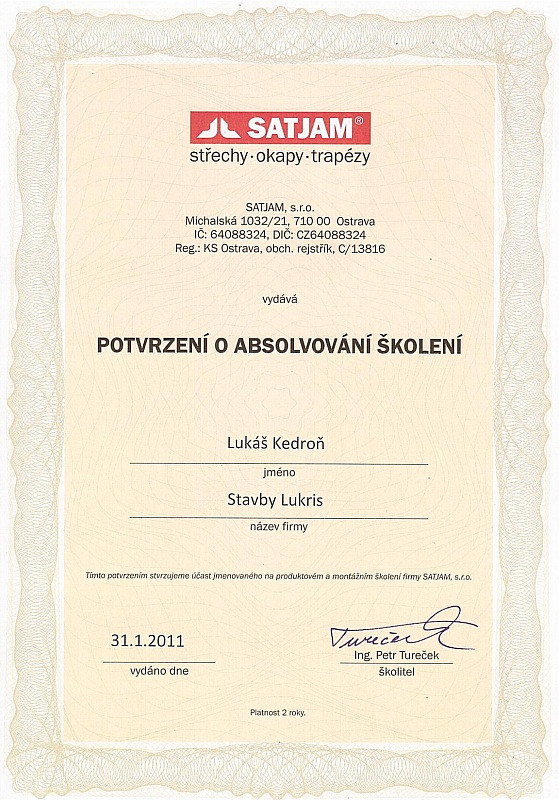 SATJAM®
střechy·okapy·trapézy
SATJAM, s.r.o.
Michalská 1032/21, 710 00 Ostrava
IČ: 64088324, DIČ: CZ64088324
Reg.: KS Ostrava, obch. rejstřík, C/13816
vydává
POTVRZENÍ O ABSOLVOVÁNÍ ŠKOLENÍ
Lukáš Kedroň
jméno
Stavby Lukris
název firmy
Tímto potvrzením stvrzujeme účast jmenovaného na produktovém a montážním školení firmy SATJAM, s.r.o.
31.1.2011
vydáno dne
Tureček
Ing. Petr Tureček
školitel
Platnost 2 roky.